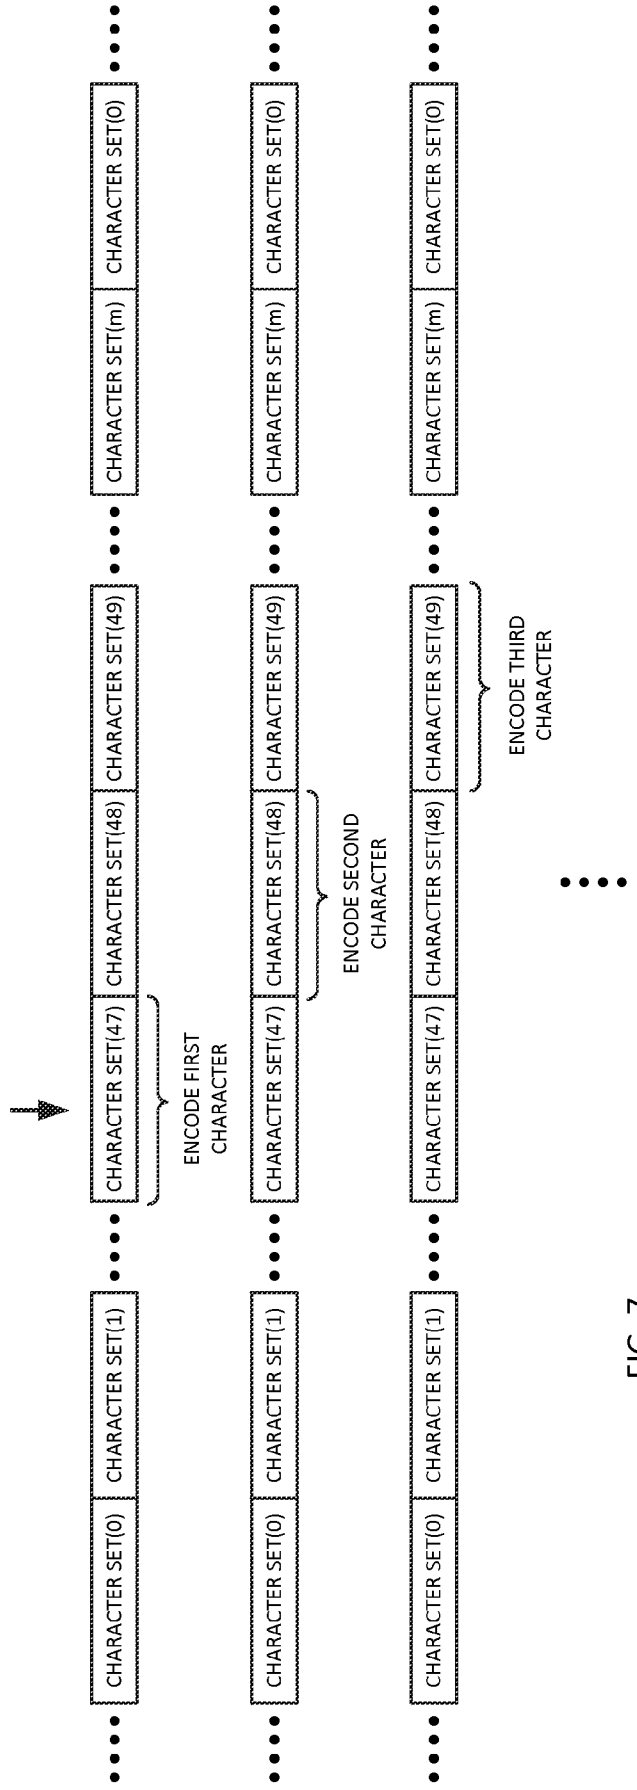 CHARACTER SET(0) CHARACTER SET(1) CHARACTER SET(47) CHARACTER SET(48) CHARACTER SET(49) CHARACTER SET(m) CHARACTER SET(0)
ENCODE FIRST
CHARACTER
CHARACTER SET(0) CHARACTER SET(1) CHARACTER SET(47) CHARACTER SET(48) CHARACTER SET(49) CHARACTER SET(m) CHARACTER SET(0)
ENCODE SECOND
CHARACTER
CHARACTER SET(0) CHARACTER SET(1) CHARACTER SET(47) CHARACTER SET(48) CHARACTER SET(49) CHARACTER SET(m) CHARACTER SET(0)
ENCODE THIRD
CHARACTER
FIG. 7